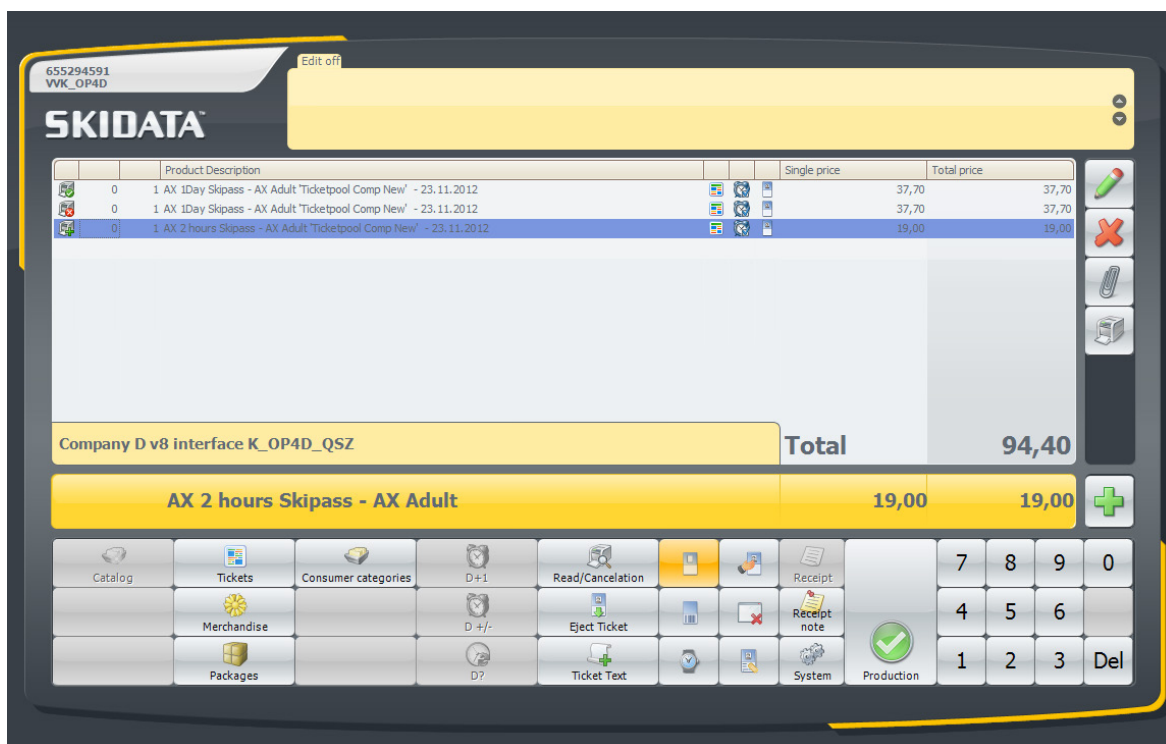 655294591
VVK_OP4D
Edit off
SKIDATA™
Product Description Single price Total price
0 1 AX 1Day Skipass - AX Adult 'Ticketpool Comp New' - 23.11.2012 37,70 37,70
0 1 AX 1Day Skipass - AX Adult 'Ticketpool Comp New' - 23.11.2012 37,70 37,70
0 1 AX 2 hours Skipass - AX Adult 'Ticketpool Comp New' - 23.11.2012 19,00 19,00
Company D v8 interface K_OP4D_QSZ Total 94,40
AX 2 hours Skipass - AX Adult 19,00 19,00
Catalog Tickets Consumer categories D+1 Read/Cancelation Receipt 7 8 9 0
Merchandise D +/- Eject Ticket Receipt note 4 5 6
Packages D? Ticket Text System Production 1 2 3 Del